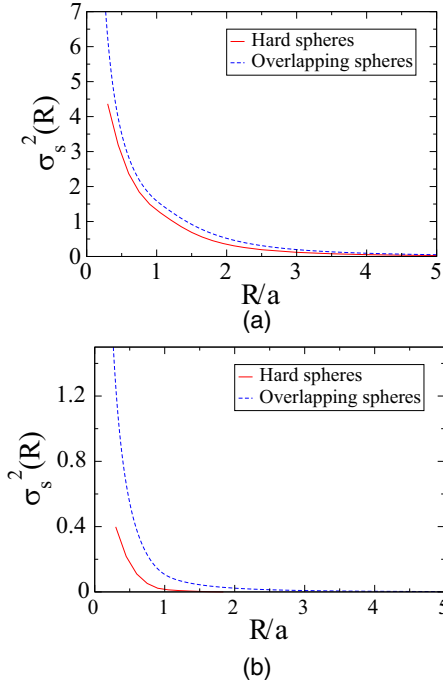 7
6
5
4
3
2
1
0
σs²(R)
Hard spheres
Overlapping spheres
0 1 2 3 4 5
R/a
(a)
1.2
0.8
0.4
0
σs²(R)
Hard spheres
Overlapping spheres
0 1 2 3 4 5
R/a
(b)